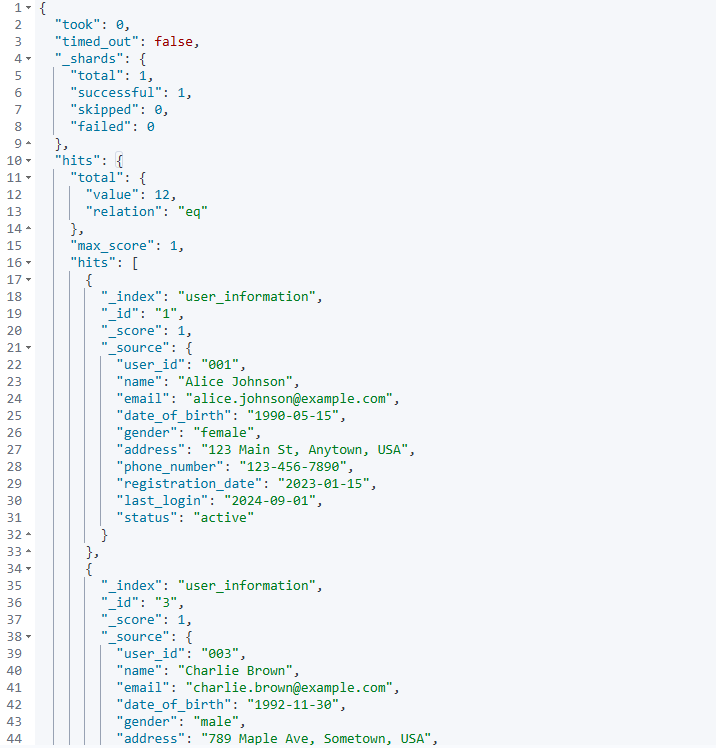 1 {
2 "took": 0,
3 "timed_out": false,
4 "_shards": {
5 "total": 1,
6 "successful": 1,
7 "skipped": 0,
8 "failed": 0
9 },
10 "hits": {
11 "total": {
12 "value": 12,
13 "relation": "eq"
14 },
15 "max_score": 1,
16 "hits": [
17 {
18 "_index": "user_information",
19 "_id": "1",
20 "_score": 1,
21 "_source": {
22 "user_id": "001",
23 "name": "Alice Johnson",
24 "email": "alice.johnson@example.com",
25 "date_of_birth": "1990-05-15",
26 "gender": "female",
27 "address": "123 Main St, Anytown, USA",
28 "phone_number": "123-456-7890",
29 "registration_date": "2023-01-15",
30 "last_login": "2024-09-01",
31 "status": "active"
32 }
33 },
34 {
35 "_index": "user_information",
36 "_id": "3",
37 "_score": 1,
38 "_source": {
39 "user_id": "003",
40 "name": "Charlie Brown",
41 "email": "charlie.brown@example.com",
42 "date_of_birth": "1992-11-30",
43 "gender": "male",
44 "address": "789 Maple Ave, Sometown, USA",